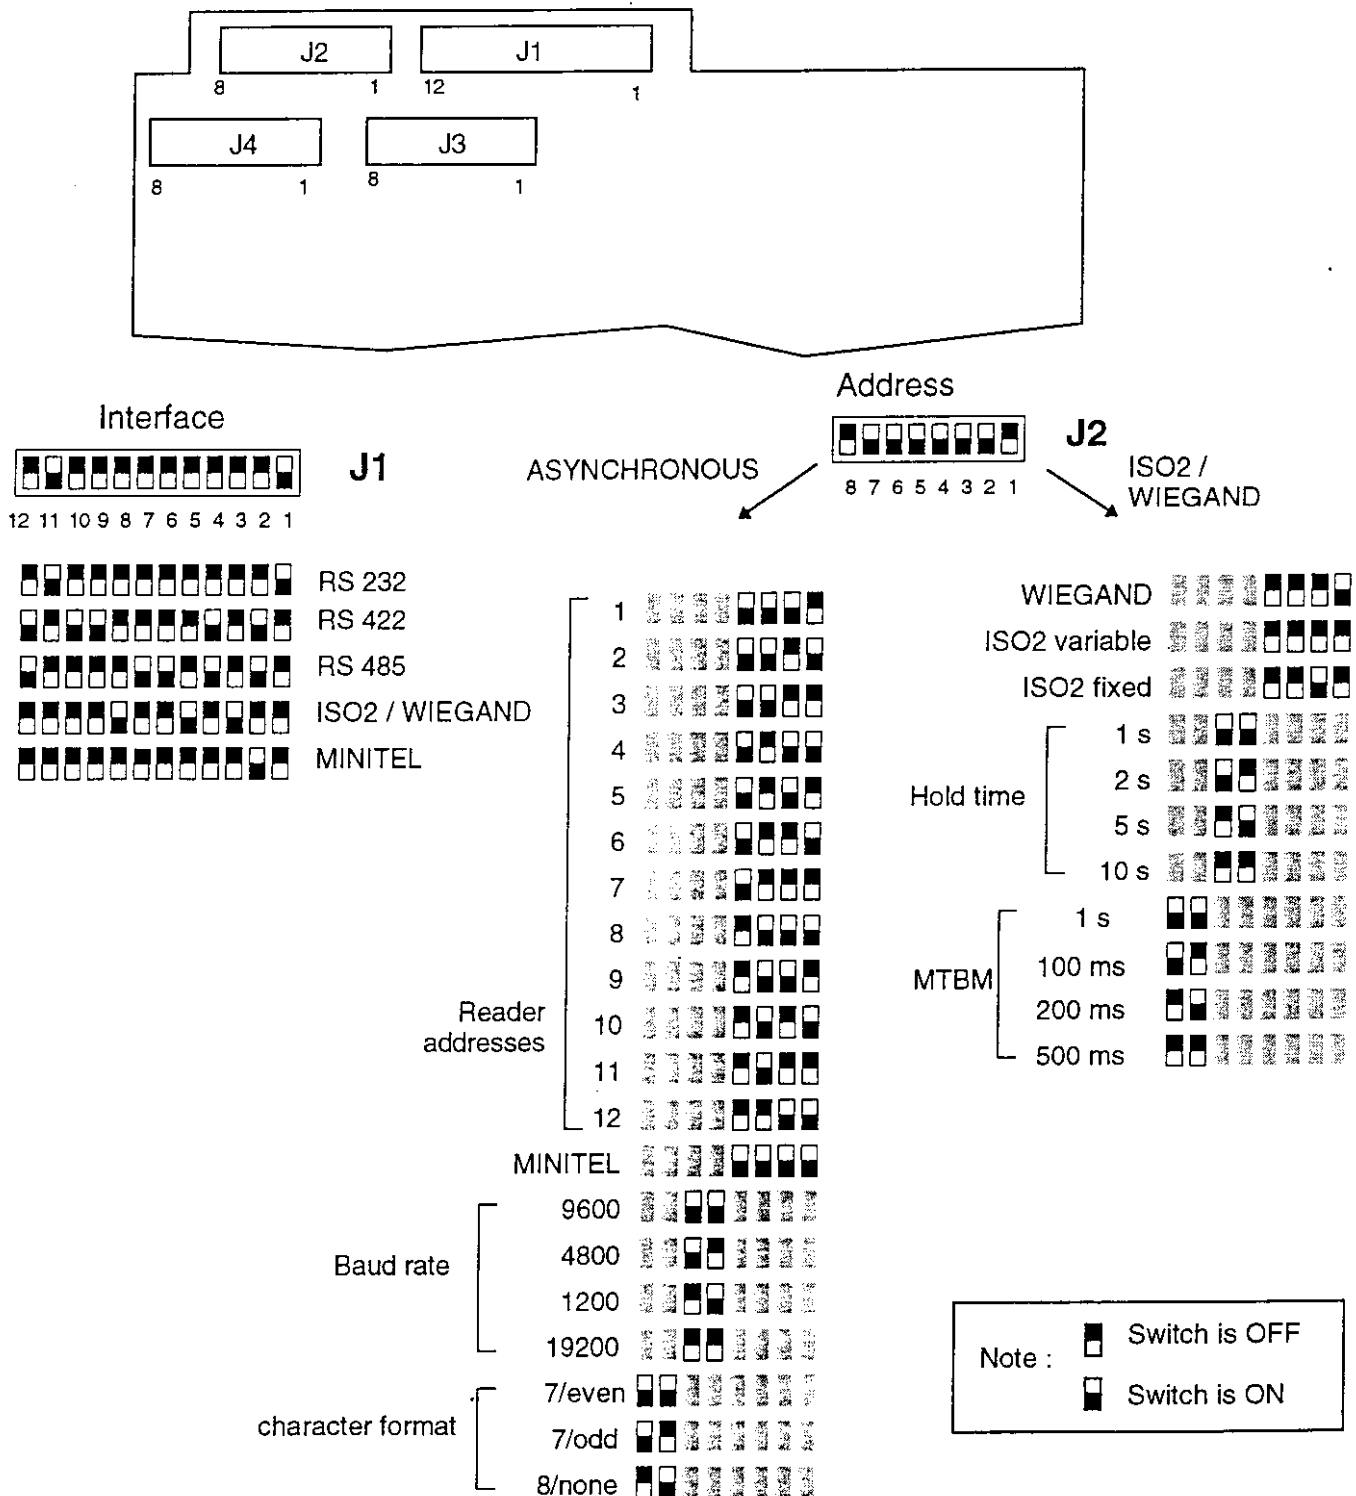 J2
J1
8 1 12 1
J4
J3
8 1 8 1
Address
Interface
J1
J2
ASYNCHRONOUS
ISO2 /
WIEGAND
8 7 6 5 4 3 2 1
12 11 10 9 8 7 6 5 4 3 2 1
RS 232
RS 422
RS 485
ISO2 / WIEGAND
MINITEL
1
2
3
4
5
6
7
8
9
10
11
12
Reader
addresses
MINITEL
Baud rate
9600
4800
1200
19200
character format
7/even
7/odd
8/none
WIEGAND
ISO2 variable
ISO2 fixed
Hold time
1 s
2 s
5 s
10 s
MTBM
1 s
100 ms
200 ms
500 ms
Note :
Switch is OFF
Switch is ON